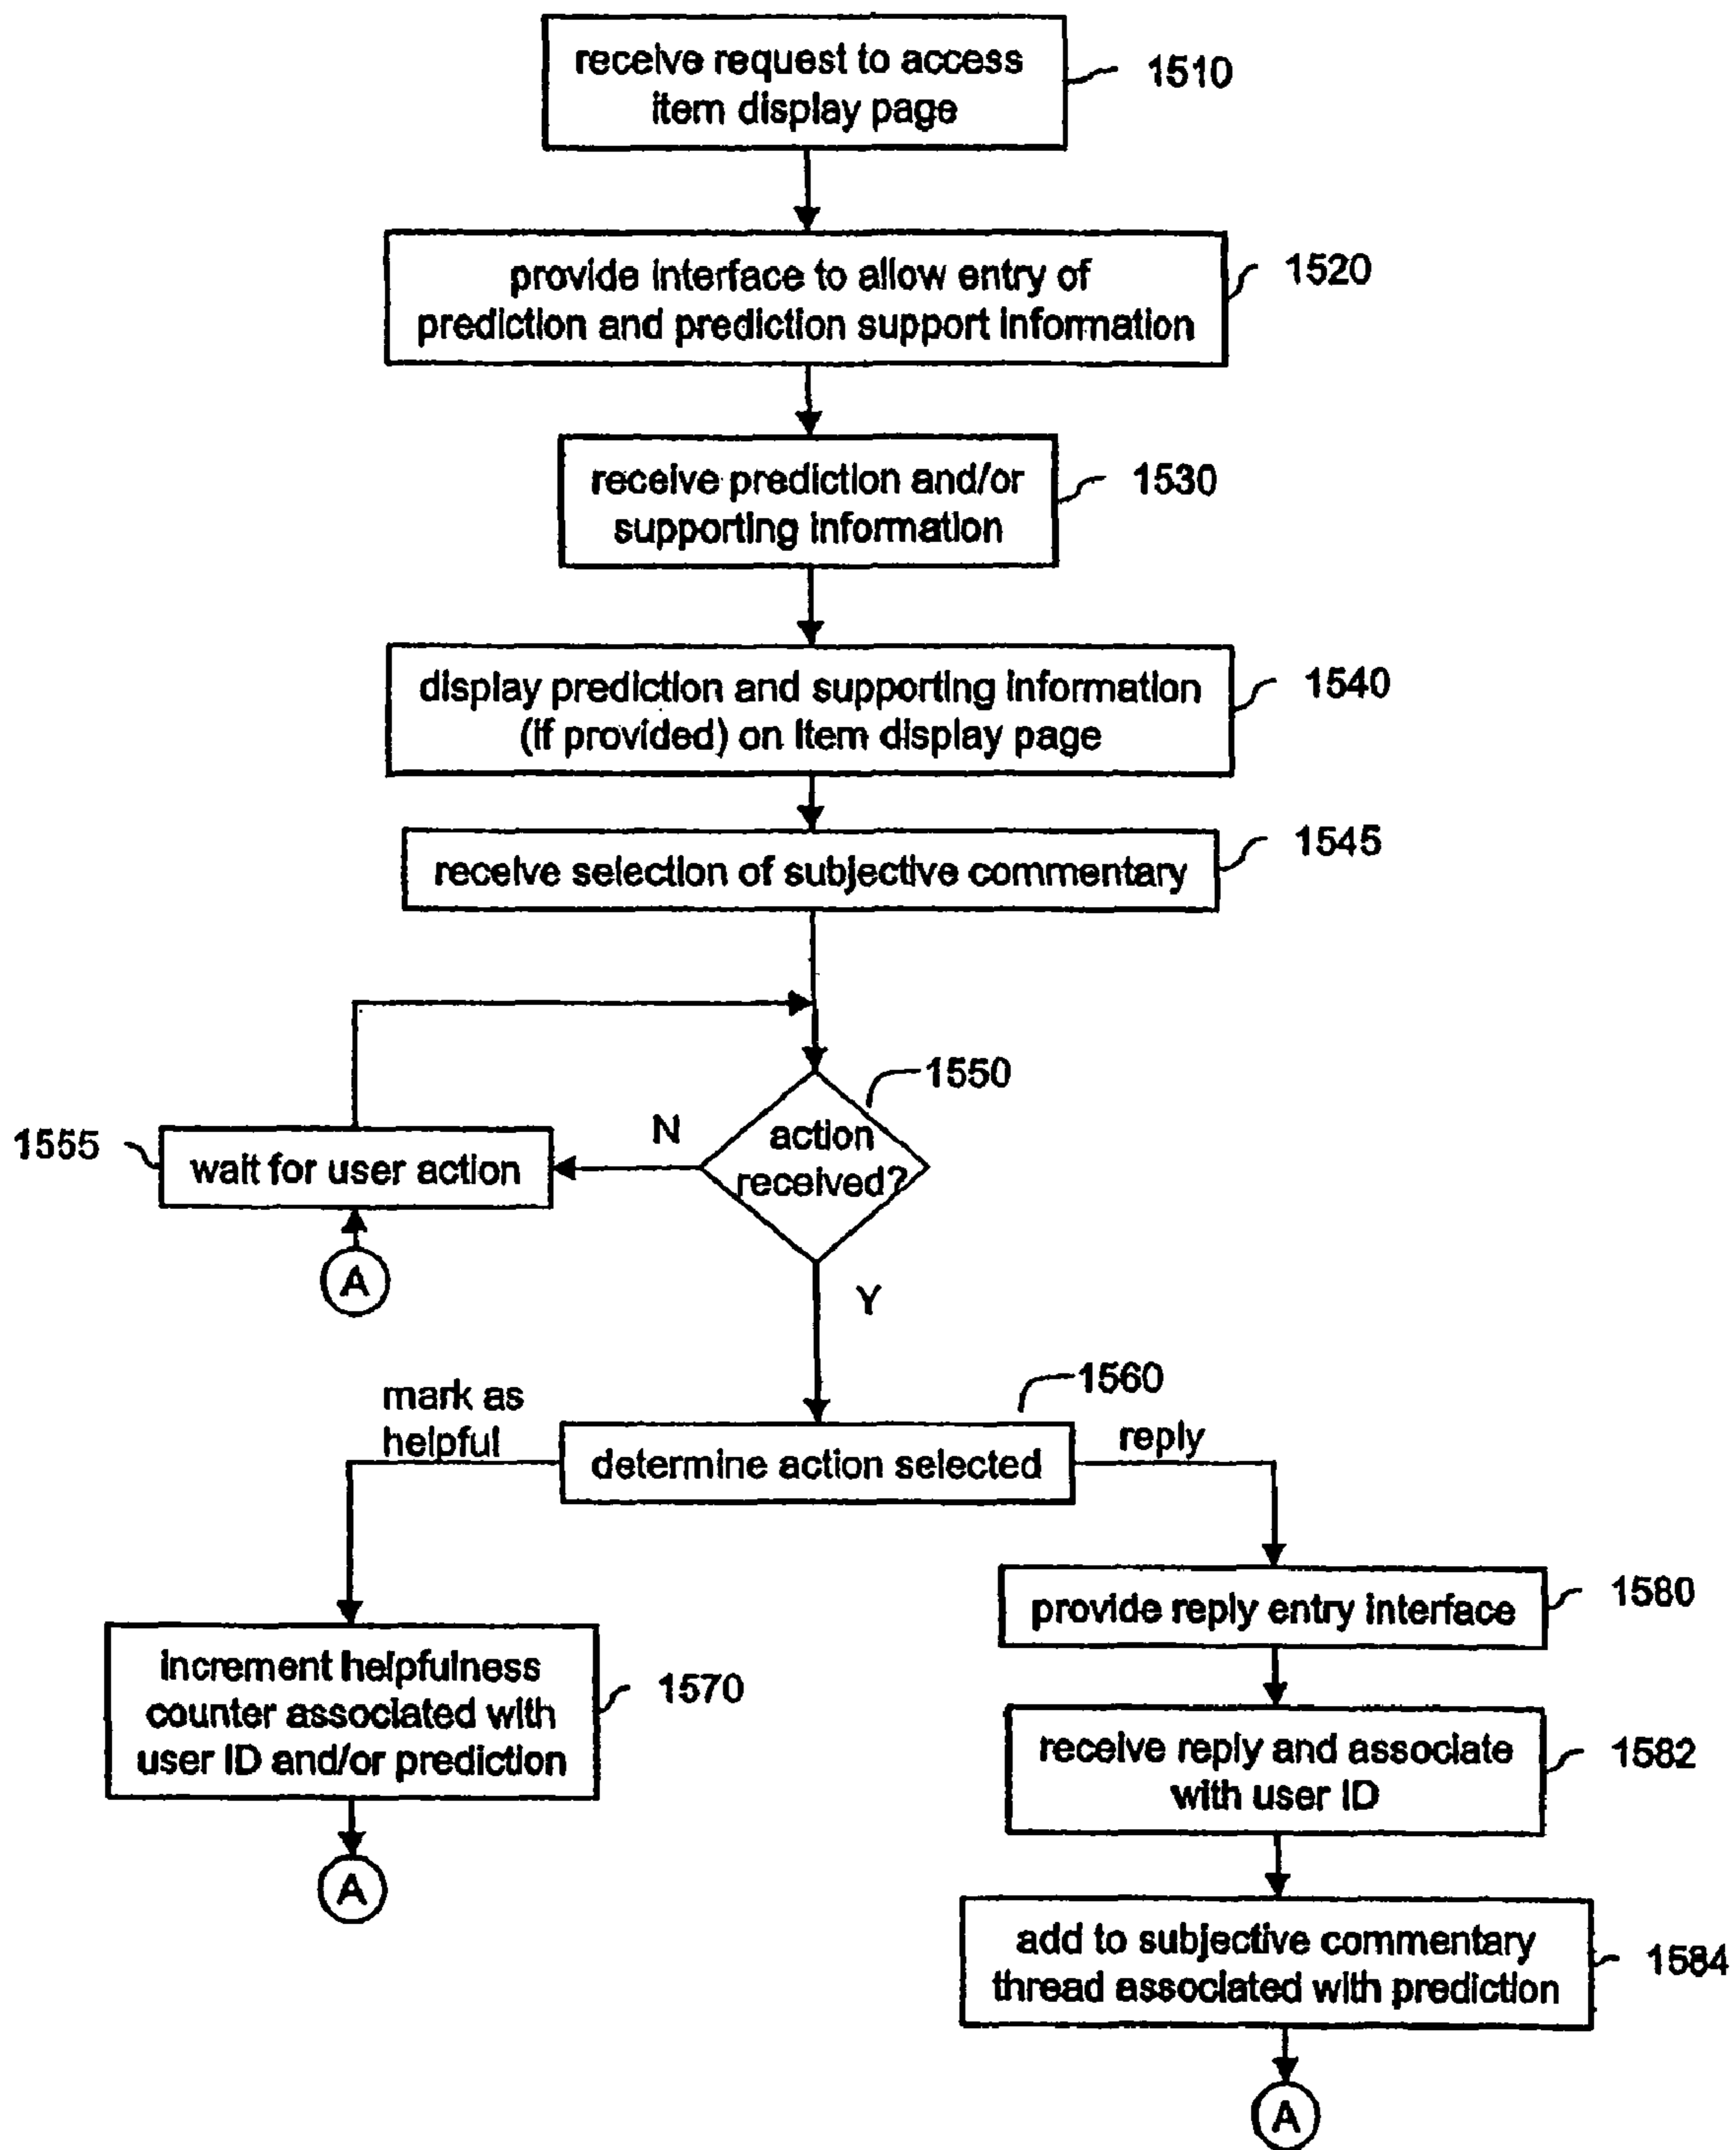 receive request to access
item display page
1510
provide interface to allow entry of
prediction and prediction support information
1520
receive prediction and/or
supporting information
1530
display prediction and supporting information
(if provided) on item display page
1540
receive selection of subjective commentary
1545
1550
action
received?
N
1555
wait for user action
A
Y
1560
mark as
helpful
determine action selected
reply
1580
provide reply entry interface
increment helpfulness
counter associated with
user ID and/or prediction
1570
receive reply and associate
with user ID
1582
A
add to subjective commentary
thread associated with prediction
1584
A